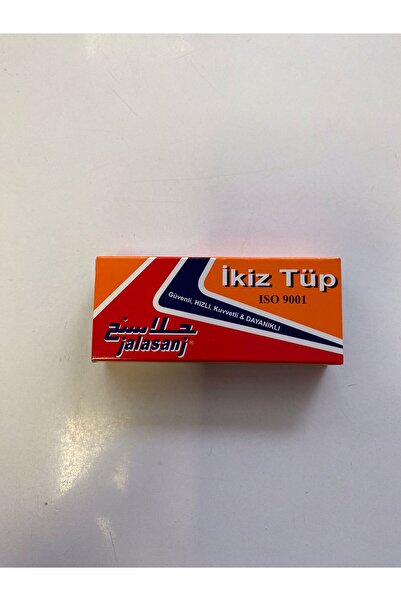 İkiz Tüp
ISO 9001
Güvenli, HIZLI, Kuvvetli & DAYANIKLI
جلاسنج
jalasanj®